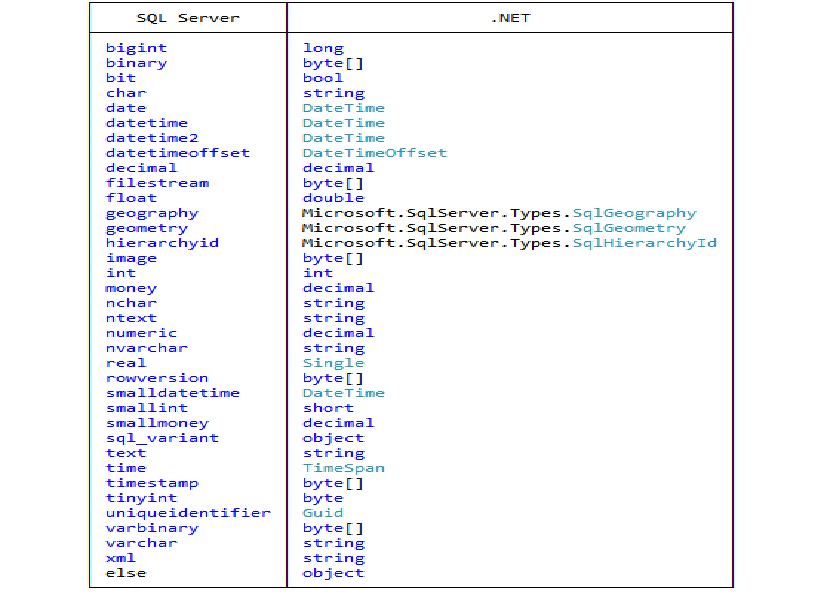 SQL Server .NET
bigint long
binary byte[]
bit bool
char string
date DateTime
datetime DateTime
datetime2 DateTime
datetimeoffset DateTimeOffset
decimal decimal
filestream byte[]
float double
geography Microsoft.SqlServer.Types.SqlGeography
geometry Microsoft.SqlServer.Types.SqlGeometry
hierarchyid Microsoft.SqlServer.Types.SqlHierarchyId
image byte[]
int int
money decimal
nchar string
ntext string
numeric decimal
nvarchar string
real Single
rowversion byte[]
smalldatetime DateTime
smallint short
smallmoney decimal
sql_variant object
text string
time TimeSpan
timestamp byte[]
tinyint byte
uniqueidentifier Guid
varbinary byte[]
varchar string
xml string
else object